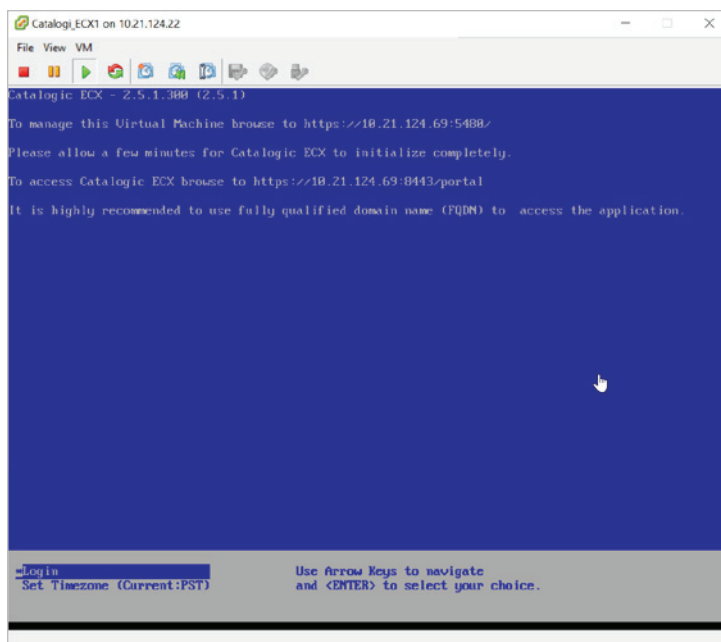 Catalogi_ECX1 on 10.21.124.22
File View VM
Catalogic ECX - 2.5.1.300 (2.5.1)
To manage this Virtual Machine browse to https://10.21.124.69:5480/
Please allow a few minutes for Catalogic ECX to initialize completely.
To access Catalogic ECX browse to https://10.21.124.69:8443/portal
It is highly recommended to use fully qualified domain name (FQDN) to  access the application.
Login
Use Arrow Keys to navigate
Set Timezone (Current:PST)
and <ENTER> to select your choice.